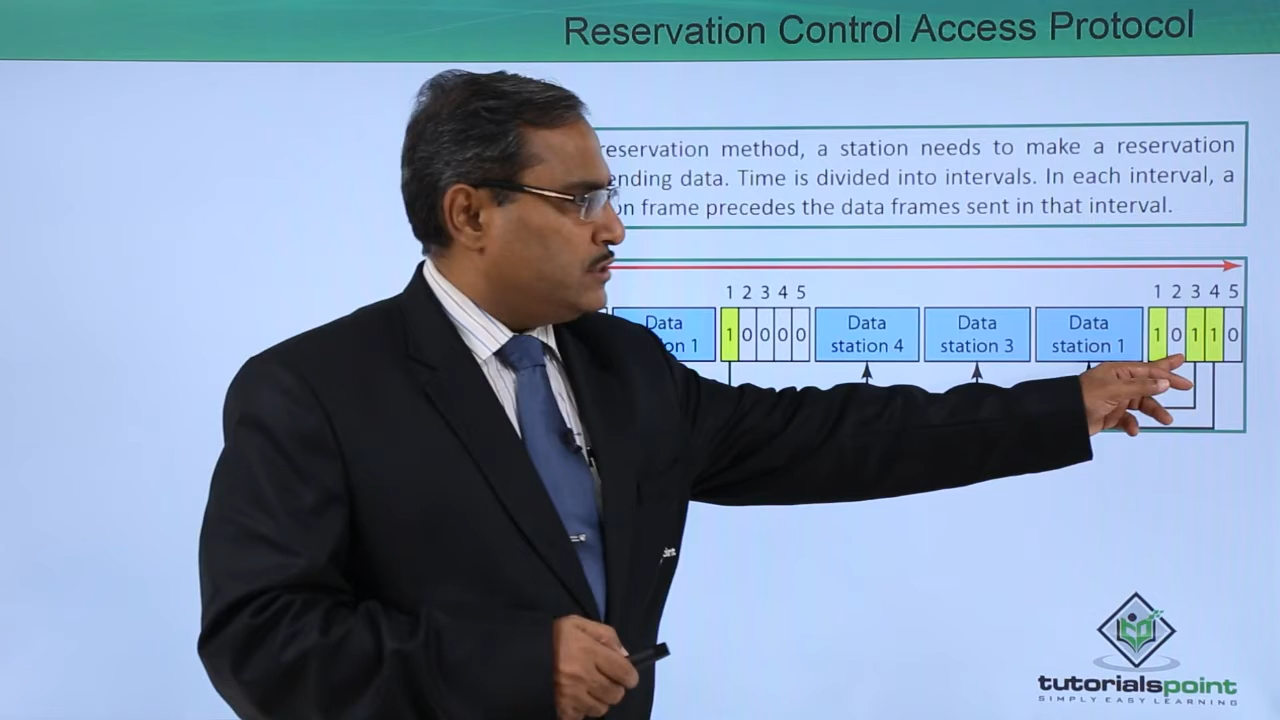 Reservation Control Access Protocol
reservation method, a station needs to make a reservation
ending data. Time is divided into intervals. In each interval, a
on frame precedes the data frames sent in that interval.
1 2 3 4 5
1 2 3 4 5
Data
on 1
1 0 0 0 0
Data
station 4
Data
station 3
Data
station 1
1 0 1 1 0
tutorialspoint
SIMPLY EASY LEARNING